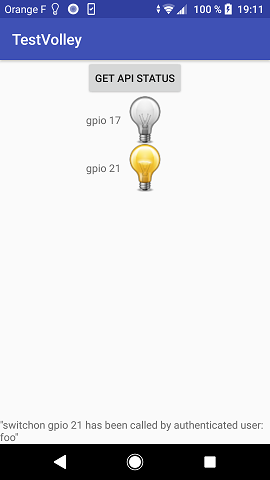 Orange F 100 % 19:11
TestVolley
GET API STATUS
gpio 17
gpio 21
"switchon gpio 21 has been called by authenticated user:
foo"